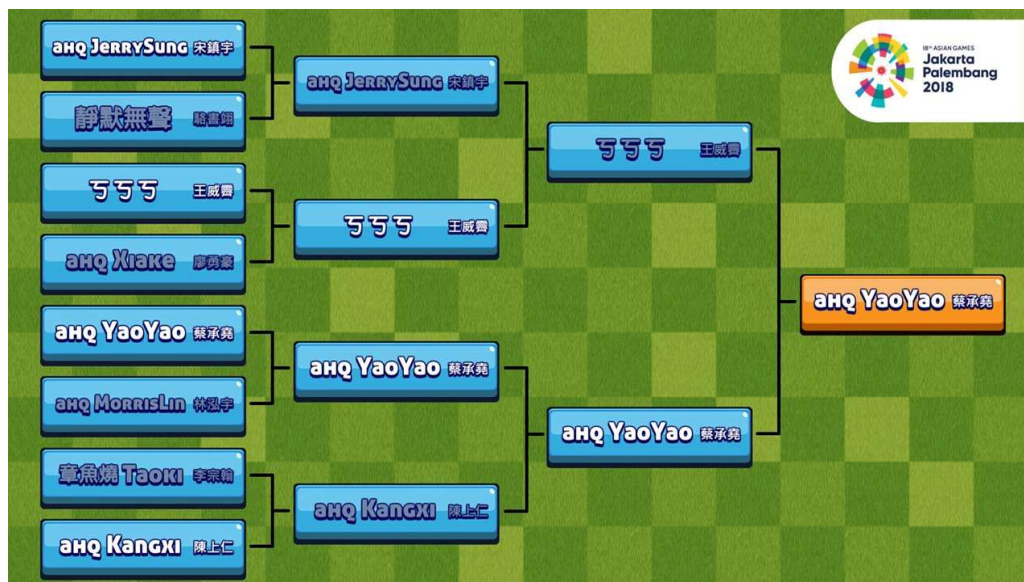 aHQ JerrySung 宋鎮宇
靜默無聲 駱書翊
ㄎㄎㄎ 王威霽
aHQ Xiake 廖勇豪
aHQ YaoYao 蔡承堯
aHQ MorrisLin 林泓宇
章魚燒 Taoki 李宗翰
aHQ Kangxi 陳上仁
aHQ JerrySung 宋鎮宇
ㄎㄎㄎ 王威霽
aHQ YaoYao 蔡承堯
aHQ Kangxi 陳上仁
ㄎㄎㄎ 王威霽
aHQ YaoYao 蔡承堯
aHQ YaoYao 蔡承堯
18th ASIAN GAMES
Jakarta
Palembang
2018